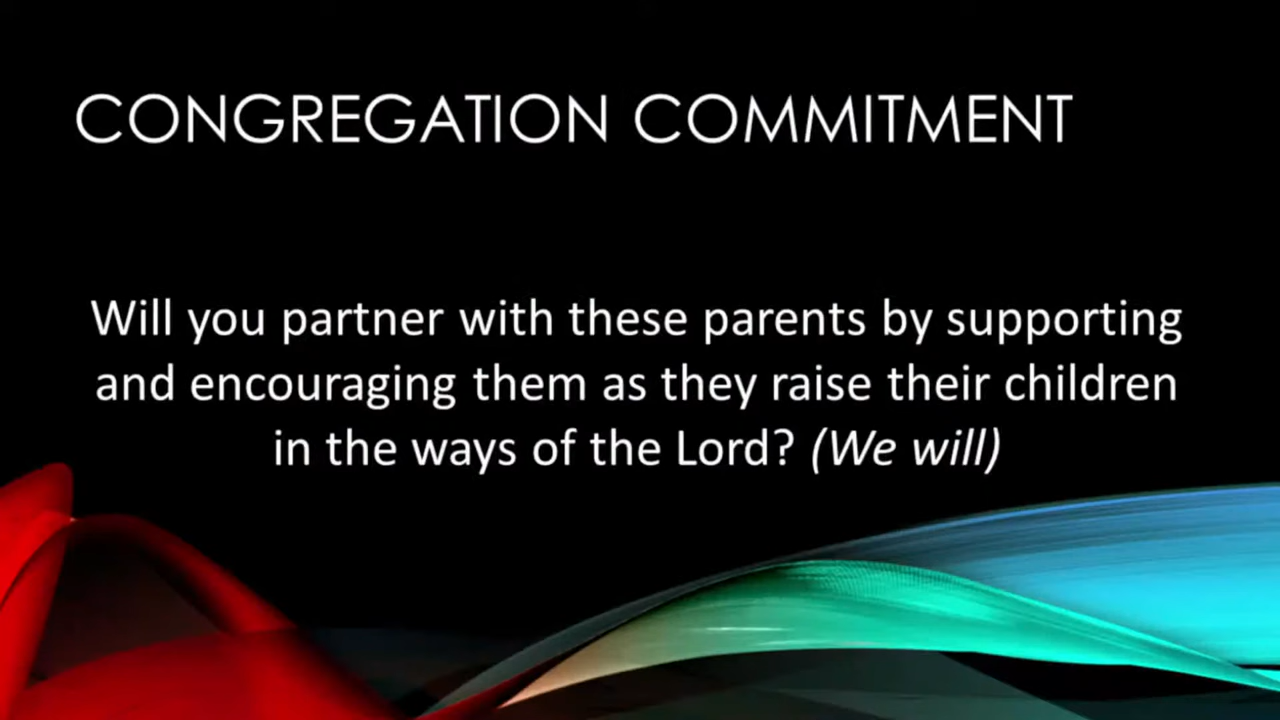 CONGREGATION COMMITMENT
Will you partner with these parents by supporting
and encouraging them as they raise their children
in the ways of the Lord? (We will)